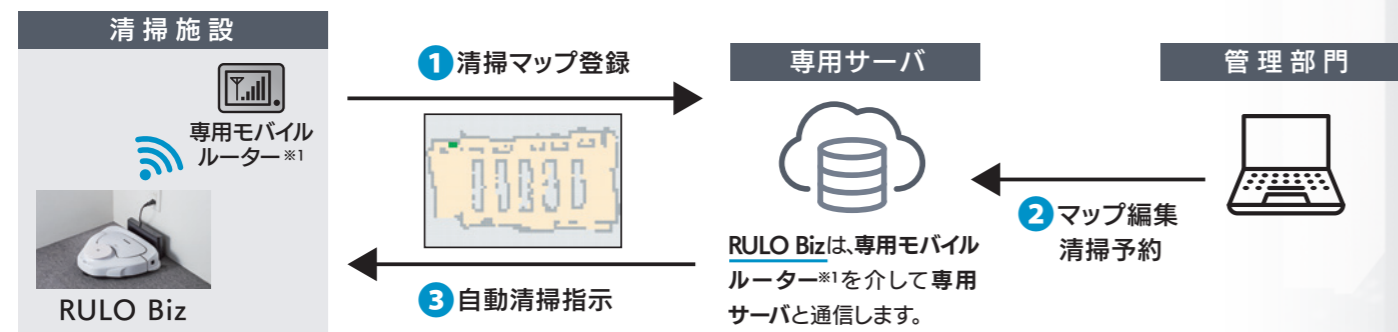 清掃施設
専用モバイル
ルーター※1
RULO Biz
1 清掃マップ登録
3 自動清掃指示
専用サーバ
RULO Bizは、専用モバイル
ルーター※1を介して専用
サーバと通信します。
2 マップ編集
清掃予約
管理部門